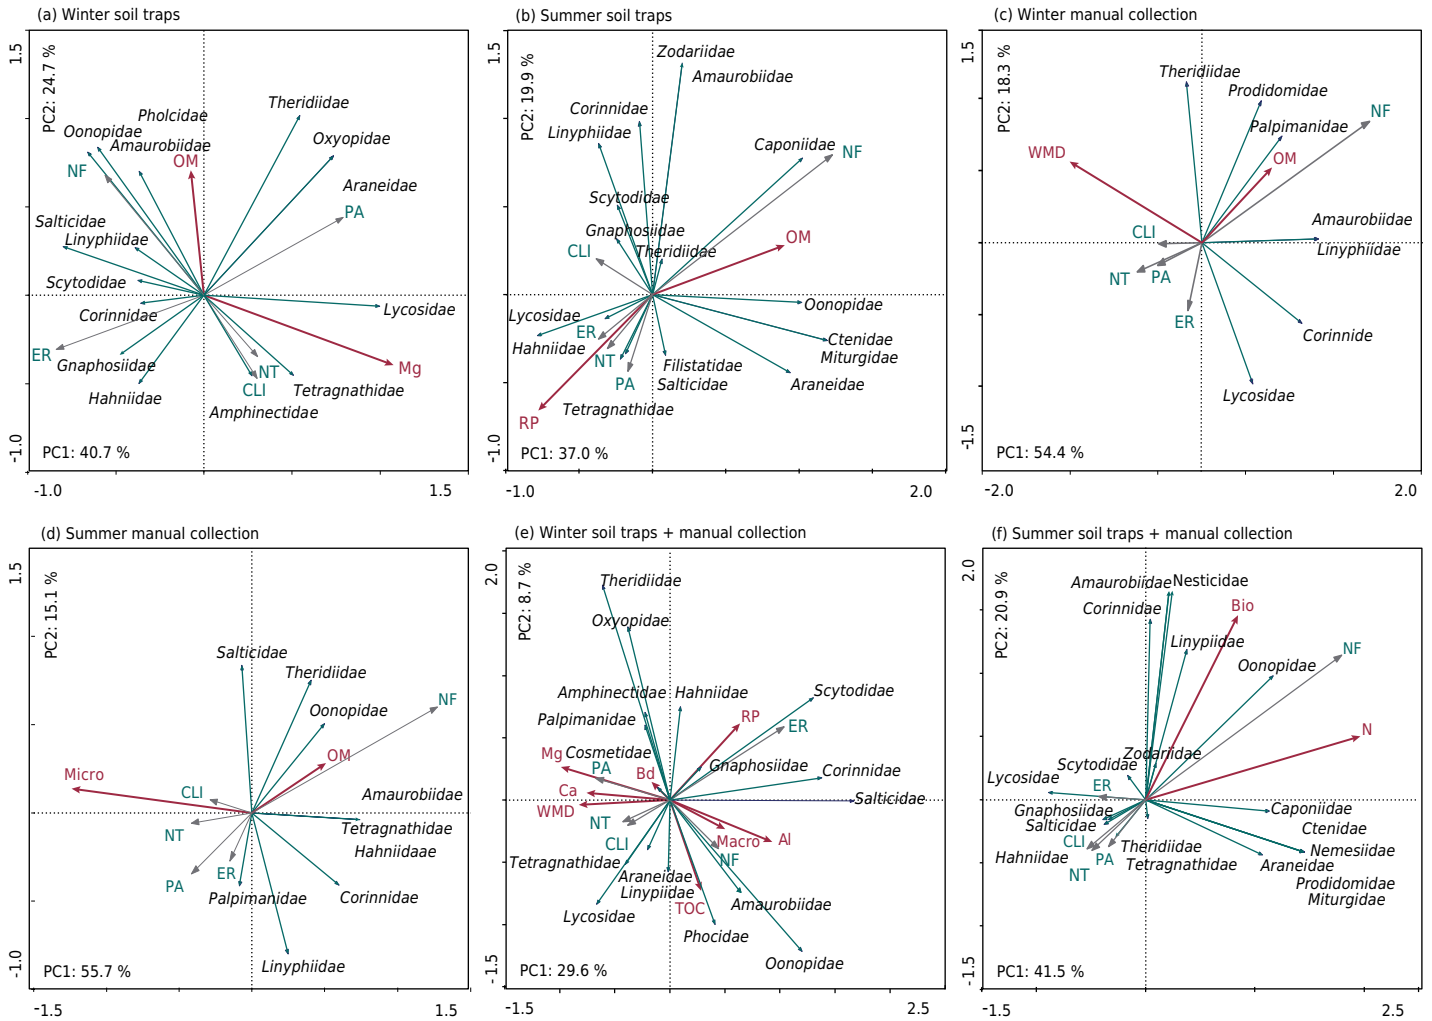 (a) Winter soil traps
1.5
PC2: 24.7 %
Theridiidae
Pholcidae
Oonopidae
Amaurobiidae
Oxyopidae
OM
NF
Araneidae
PA
Salticidae
Linyphiidae
Scytodidae
Corinnidae
Lycosidae
ER
Gnaphosiidae
NT
Mg
CLI
Tetragnathidae
Hahniidae
Amphinectidae
-1.0
PC1: 40.7 %
-1.0
1.5
(b) Summer soil traps
1.5
PC2: 19.9 %
Zodariidae
Amaurobiidae
Corinnidae
Linyphiidae
Caponiidae
NF
Scytodidae
Gnaphosiidae
OM
CLI
Theridiidae
Oonopidae
Lycosidae
ER
Ctenidae
Hahniidae
Miturgidae
NT
Filistatidae
PA
Salticidae
Araneidae
Tetragnathidae
RP
-1.0
PC1: 37.0 %
-1.0
2.0
(c) Winter manual collection
1.5
PC2: 18.3 %
Theridiidae
Prodidomidae
NF
Palpimanidae
WMD
OM
CLI
Amaurobiidae
Linyphiidae
NT
PA
ER
Corinnide
Lycosidae
-1.5
PC1: 54.4 %
-2.0
2.0
(d) Summer manual collection
1.5
PC2: 15.1 %
Salticidae
Theridiidae
NF
Oonopidae
OM
Micro
CLI
Amaurobiidae
NT
Tetragnathidae
Hahniidaae
ER
PA
Palpimanidae
Corinnidae
Linyphiidae
-1.0
PC1: 55.7 %
-1.5
1.5
(e) Winter soil traps + manual collection
2.0
PC2: 8.7 %
Theridiidae
Oxyopidae
Amphinectidae
Hahniidae
Scytodidae
Palpimanidae
RP
ER
Mg
Cosmetidae
PA
Bd
Gnaphosiidae
Corinnidae
Ca
WMD
Salticidae
NT
CLI
Macro
Al
Tetragnathidae
NF
Araneidae
Linypiidae
Lycosidae
TOC
Amaurobiidae
Phocidae
Oonopidae
-1.5
PC1: 29.6 %
-1.5
2.5
(f) Summer soil traps + manual collection
2.0
PC2: 20.9 %
Amaurobiidae
Nesticidae
Corinnidae
Bio
Linypiidae
NF
Oonopidae
N
Zodariidae
Scytodidae
Lycosidae
ER
Gnaphosiidae
Caponiidae
Salticidae
Ctenidae
CLI
Theridiidae
Nemesiidae
Hahniidae
PA
Tetragnathidae
Araneidae
NT
Prodidomidae
Miturgidae
-1.5
PC1: 41.5 %
-1.5
2.5